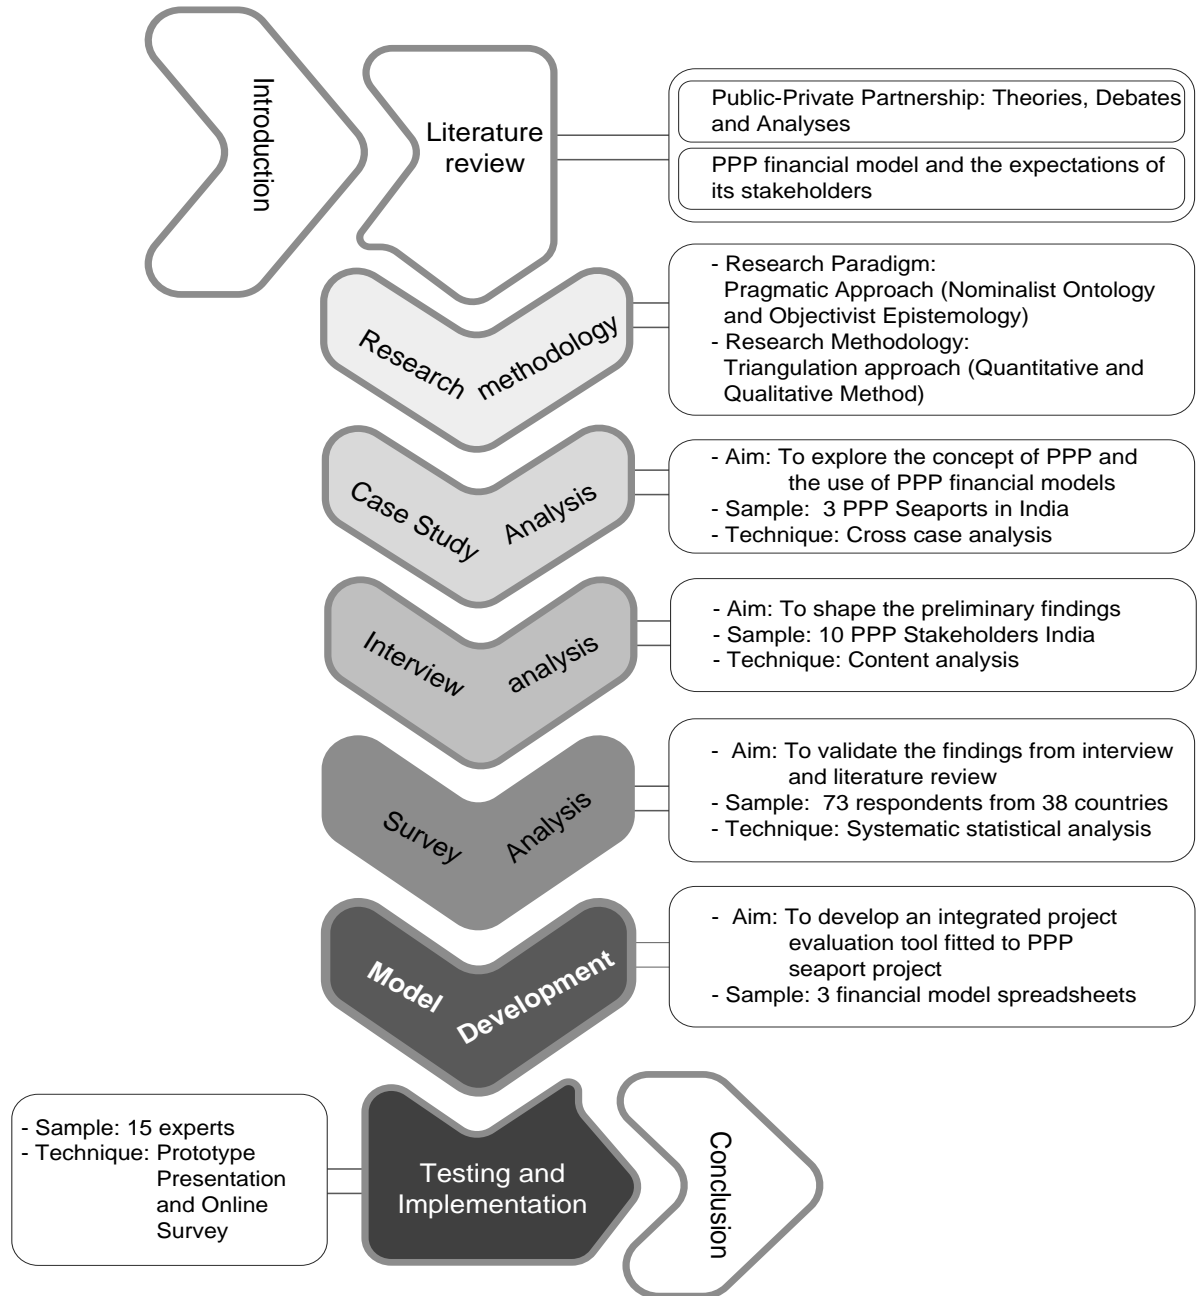 Introduction
Literature
review
Public-Private Partnership: Theories, Debates
and Analyses
PPP financial model and the expectations of
its stakeholders
Research methodology
- Research Paradigm:
Pragmatic Approach (Nominalist Ontology
and Objectivist Epistemology)
- Research Methodology:
Triangulation approach (Quantitative and
Qualitative Method)
Case Study Analysis
- Aim: To explore the concept of PPP and
the use of PPP financial models
- Sample: 3 PPP Seaports in India
- Technique: Cross case analysis
Interview analysis
- Aim: To shape the preliminary findings
- Sample: 10 PPP Stakeholders India
- Technique: Content analysis
Survey Analysis
- Aim: To validate the findings from interview
and literature review
- Sample: 73 respondents from 38 countries
- Technique: Systematic statistical analysis
Model Development
- Aim: To develop an integrated project
evaluation tool fitted to PPP
seaport project
- Sample: 3 financial model spreadsheets
- Sample: 15 experts
- Technique: Prototype
Presentation
and Online
Survey
Testing and
Implementation
Conclusion